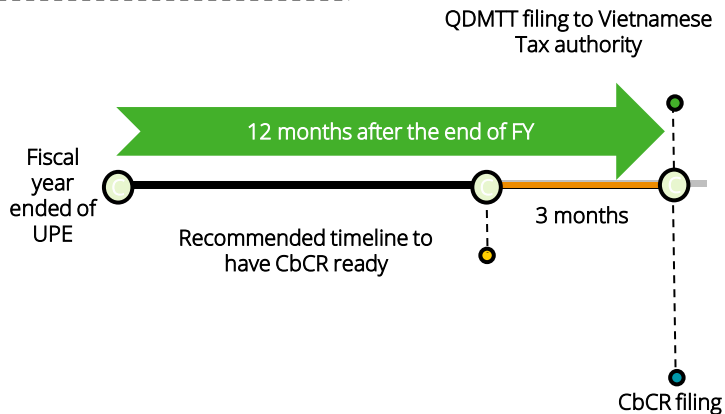 QDMTT filing to Vietnamese
Tax authority
12 months after the end of FY
Fiscal
year
ended of
UPE
3 months
Recommended timeline to
have CbCR ready
CbCR filing